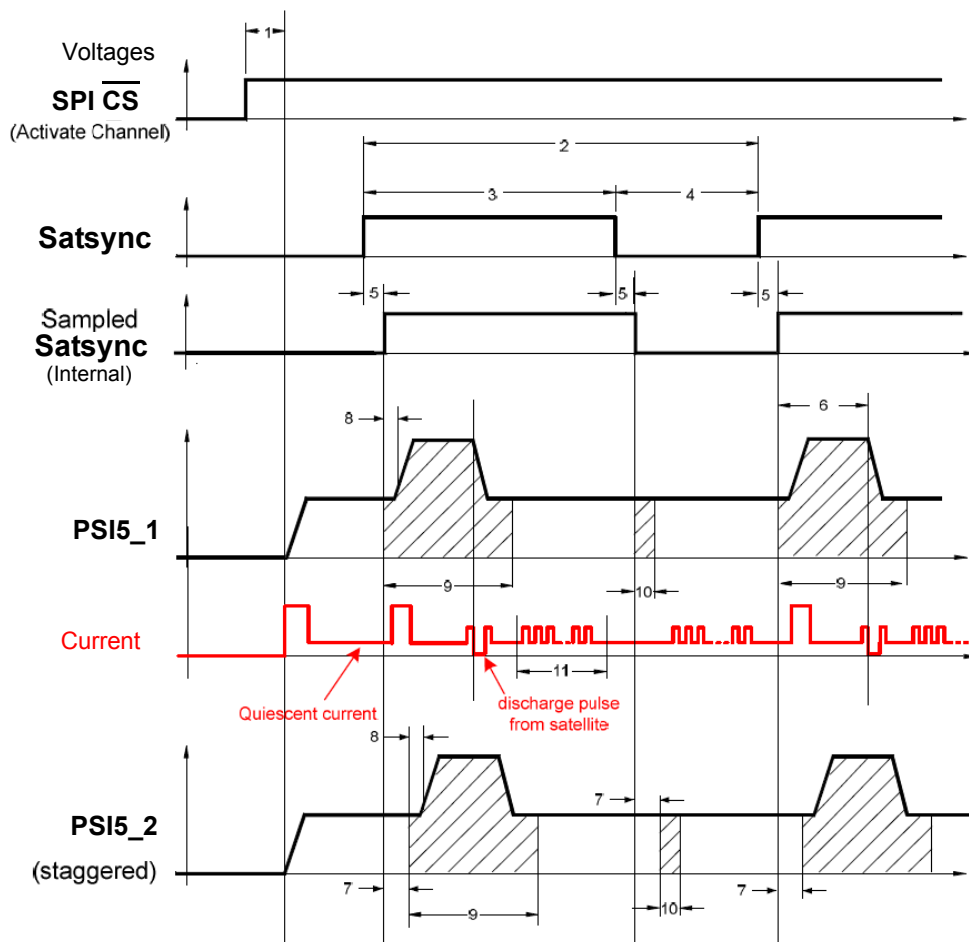 1
Voltages
SPI CS
(Activate Channel)
2
3
4
Satsync
5
5
5
Sampled
Satsync
(Internal)
6
8
PSI5_1
9
10
9
Current
11
Quiescent current
discharge pulse
from satellite
8
7
PSI5_2
(staggered)
7
7
9
10